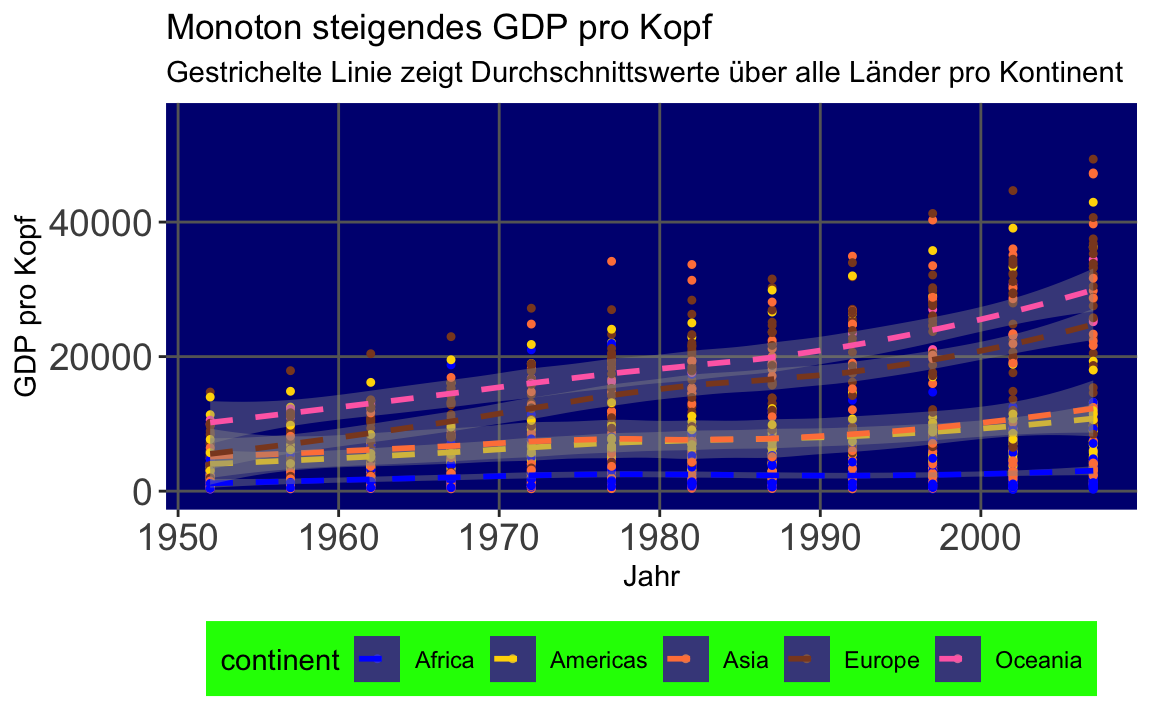 Monoton steigendes GDP pro Kopf
Gestrichelte Linie zeigt Durchschnittswerte über alle Länder pro Kontinent
GDP pro Kopf
40000
20000
0
1950 1960 1970 1980 1990 2000
Jahr
continent Africa Americas Asia Europe Oceania